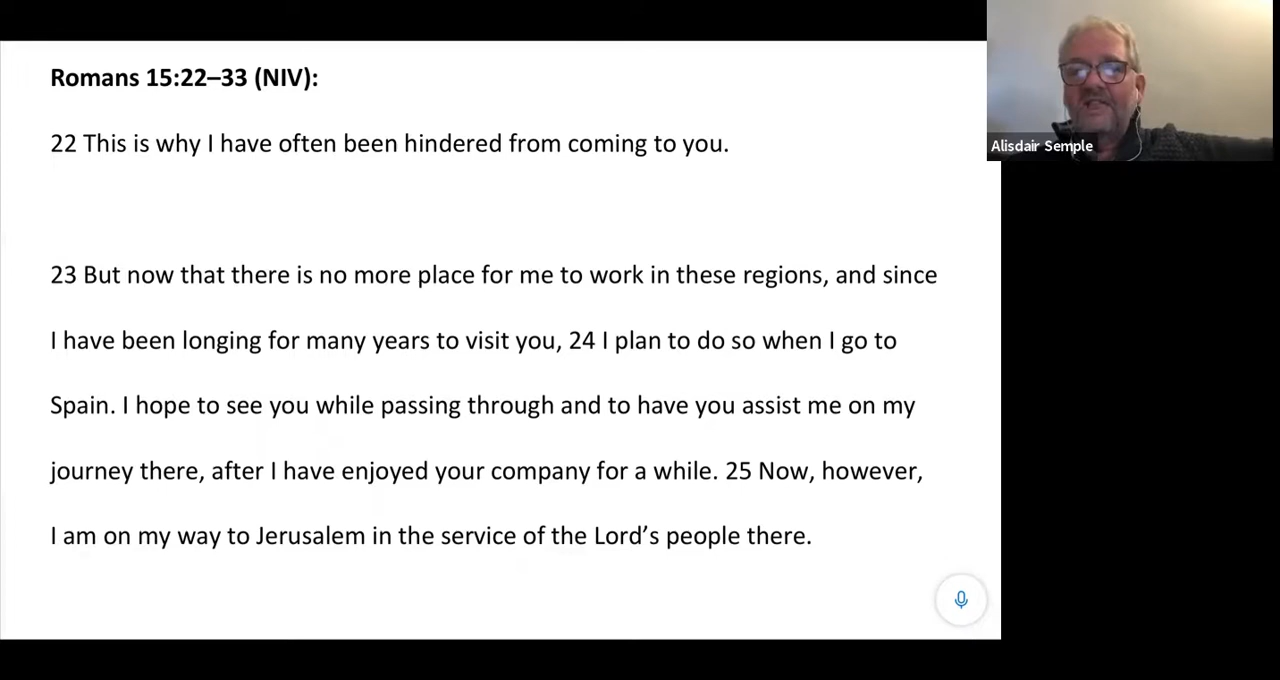 Romans 15:22–33 (NIV):
22 This is why I have often been hindered from coming to you.
23 But now that there is no more place for me to work in these regions, and since
I have been longing for many years to visit you, 24 I plan to do so when I go to
Spain. I hope to see you while passing through and to have you assist me on my
journey there, after I have enjoyed your company for a while. 25 Now, however,
I am on my way to Jerusalem in the service of the Lord’s people there.
Alisdair Semple